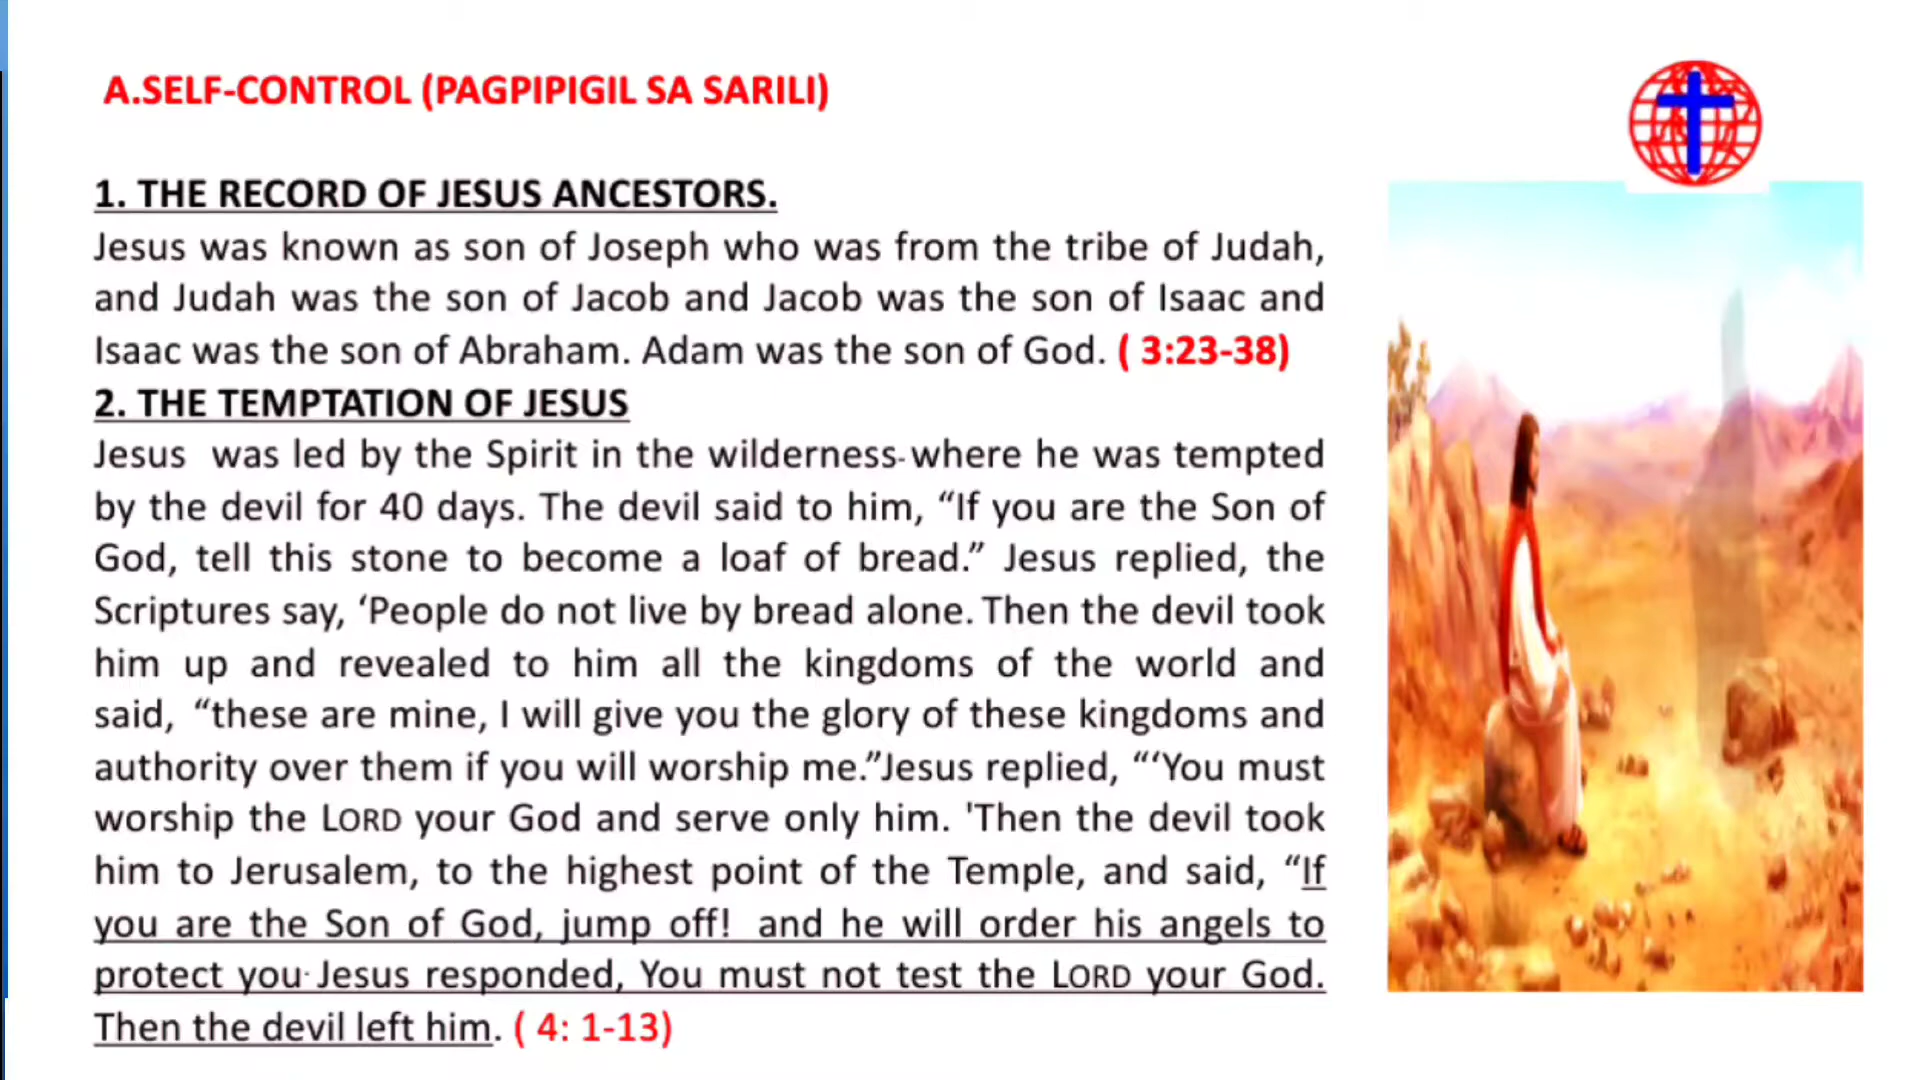 A.SELF-CONTROL (PAGPIPIGIL SA SARILI)
1. THE RECORD OF JESUS ANCESTORS.
Jesus was known as son of Joseph who was from the tribe of Judah,
and Judah was the son of Jacob and Jacob was the son of Isaac and
Isaac was the son of Abraham. Adam was the son of God. ( 3:23-38)
2. THE TEMPTATION OF JESUS
Jesus was led by the Spirit in the wilderness-where he was tempted
by the devil for 40 days. The devil said to him, “If you are the Son of
God, tell this stone to become a loaf of bread.” Jesus replied, the
Scriptures say, ‘People do not live by bread alone. Then the devil took
him up and revealed to him all the kingdoms of the world and
said, “these are mine, I will give you the glory of these kingdoms and
authority over them if you will worship me.”Jesus replied, “‘You must
worship the LORD your God and serve only him. 'Then the devil took
him to Jerusalem, to the highest point of the Temple, and said, “If
you are the Son of God, jump off! and he will order his angels to
protect you· Jesus responded, You must not test the LORD your God.
Then the devil left him. ( 4: 1-13)